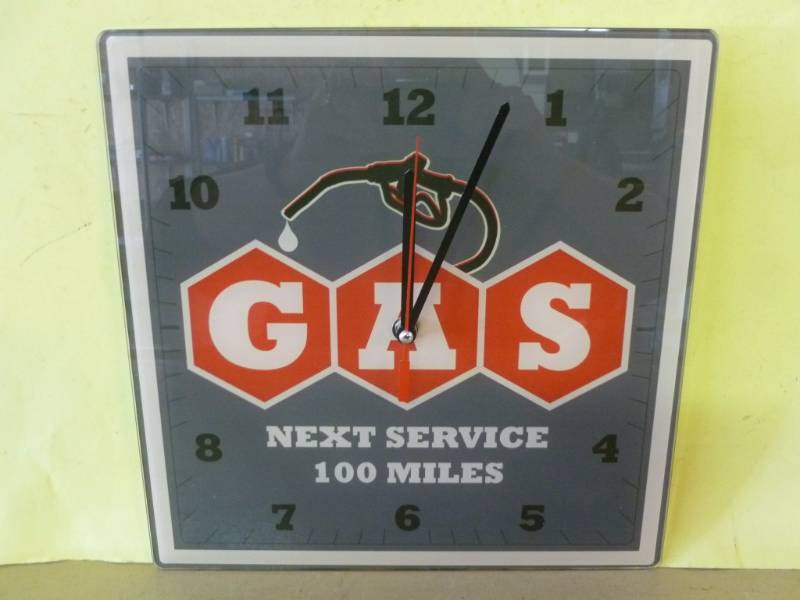 11 12 1
10 2
GAS
8 4
NEXT SERVICE
100 MILES
7 6 5